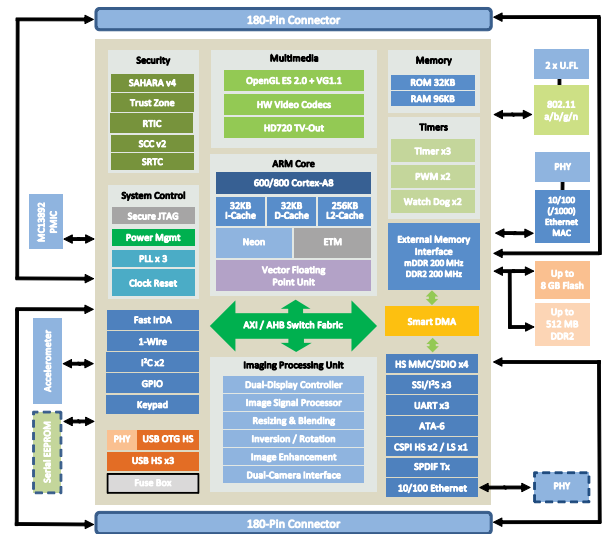 180-Pin Connector
Security
SAHARA v4
Trust Zone
RTIC
SCC v2
SRTC
Multimedia
OpenGL ES 2.0 + VG1.1
HW Video Codecs
HD720 TV-Out
Memory
ROM 32KB
RAM 96KB
2 x U.FL
802.11
a/b/g/n
Timers
Timer x3
PWM x2
Watch Dog x2
ARM Core
600/800 Cortex-A8
32KB
I-Cache
32KB
D-Cache
256KB
L2-Cache
Neon
ETM
Vector Floating
Point Unit
System Control
Secure JTAG
Power Mgmt
PLL x 3
Clock Reset
MC13892
PMIC
PHY
10/100
(/1000)
Ethernet
MAC
External Memory
Interface
mDDR 200 MHz
DDR2 200 MHz
Up to
8 GB Flash
Up to
512 MB
DDR2
Fast IrDA
1-Wire
I²C x2
GPIO
Keypad
AXI / AHB Switch Fabric
Smart DMA
Accelerometer
Imaging Processing Unit
Dual-Display Controller
Image Signal Processor
Resizing & Blending
Inversion / Rotation
Image Enhancement
Dual-Camera Interface
HS MMC/SDIO x4
SSI/I²S x3
UART x3
ATA-6
CSPI HS x2 / LS x1
SPDIF Tx
10/100 Ethernet
Serial EEPROM
PHY
USB OTG HS
USB HS x3
Fuse Box
PHY
180-Pin Connector